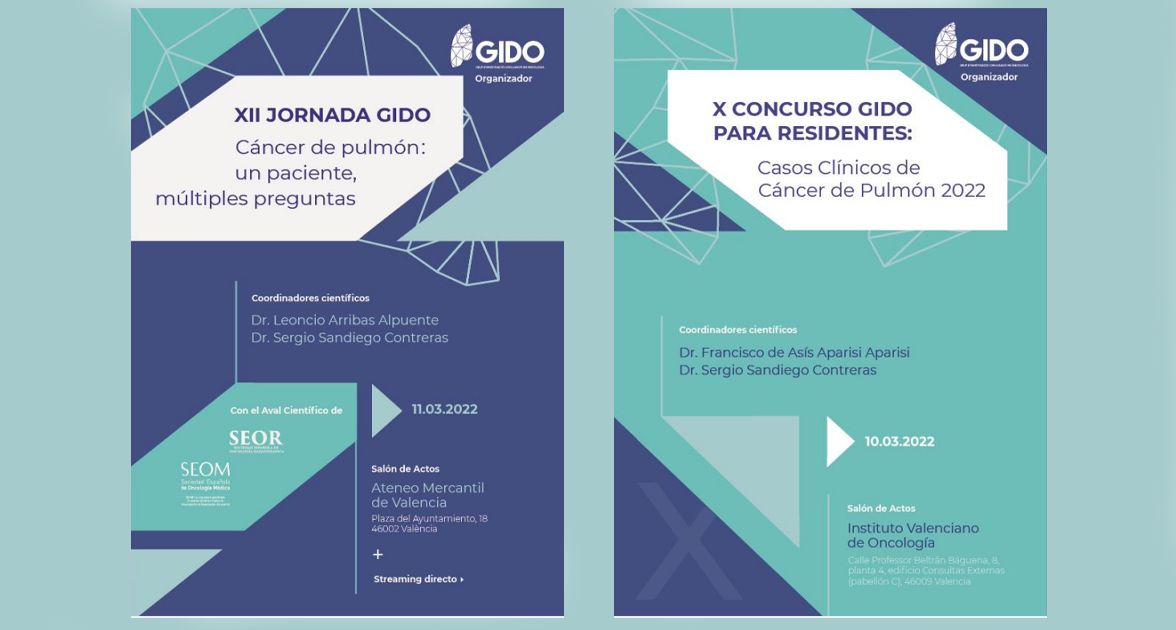 GIDO
Organizador
XII JORNADA GIDO
Cáncer de pulmón:
un paciente,
múltiples preguntas
Coordinadores científicos
Dr. Leoncio Arribas Alpuente
Dr. Sergio Sandiego Contreras
Con el Aval Científico de
SEOR
SEOM
Sociedad Española
de Oncología Médica
11.03.2022
Salón de Actos
Ateneo Mercantil
de Valencia
Plaza del Ayuntamiento, 18
46002 València
+
Streaming directo
GIDO
Organizador
X CONCURSO GIDO
PARA RESIDENTES:
Casos Clínicos de
Cáncer de Pulmón 2022
Coordinadores científicos
Dr. Francisco de Asís Aparisi Aparisi
Dr. Sergio Sandiego Contreras
10.03.2022
X
Salón de Actos
Instituto Valenciano
de Oncología
Calle Professor Beltrán Báguena, 8,
planta 4; edificio Consultas Externas
(pabellón C), 46009 Valencia